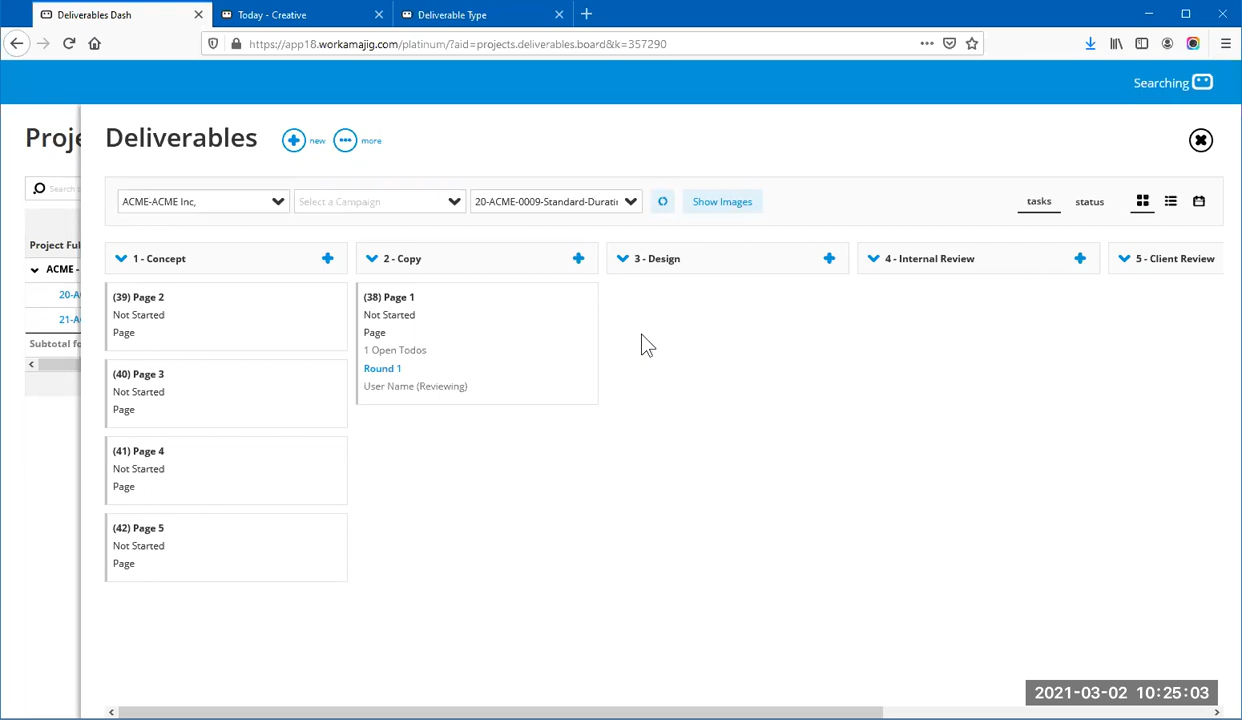 Deliverables Dash
Today - Creative
Deliverable Type
https://app18.workamajig.com/platinum/?aid=projects.deliverables.board&k=357290
Searching
Proje
Deliverables
new
more
Search
ACME-ACME Inc,
Select a Campaign
20-ACME-0009-Standard-Duratin
Show Images
tasks
status
Project Ful
1 - Concept
2 - Copy
3 - Design
4 - Internal Review
5 - Client Review
ACME -
20-A
21-A
Subtotal fo
(39) Page 2
Not Started
Page
(40) Page 3
Not Started
Page
(41) Page 4
Not Started
Page
(42) Page 5
Not Started
Page
(38) Page 1
Not Started
Page
1 Open Todos
Round 1
User Name (Reviewing)
2021-03-02 10:25:03